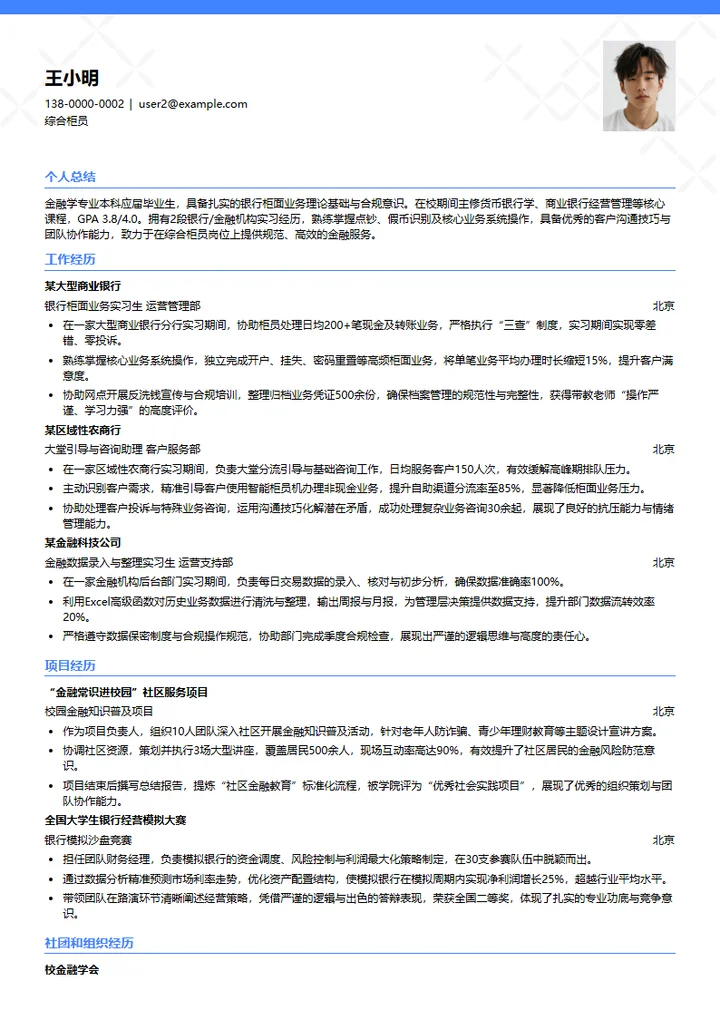 王小明
138-0000-0002 | user2@example.com
综合柜员
个人总结
金融学专业本科应届毕业生，具备扎实的银行柜面业务理论基础与合规意识。在校期间主修货币银行学、商业银行经营管理等核心
课程，GPA 3.8/4.0。拥有2段银行/金融机构实习经历，熟练掌握点钞、假币识别及核心业务系统操作，具备优秀的客户沟通技巧与
团队协作能力，致力于在综合柜员岗位上提供规范、高效的金融服务。
工作经历
某大型商业银行
银行柜面业务实习生 运营管理部 北京
• 在一家大型商业银行分行实习期间，协助柜员处理日均200+笔现金及转账业务，严格执行“三查”制度，实习期间实现零差
错、零投诉。
• 熟练掌握核心业务系统操作，独立完成开户、挂失、密码重置等高频柜面业务，将单笔业务平均办理时长缩短15%，提升客户满
意度。
• 协助网点开展反洗钱宣传与合规培训，整理归档业务凭证500余份，确保档案管理的规范性与完整性，获得带教老师“操作严
谨、学习力强”的高度评价。
某区域性农商行
大堂引导与咨询助理 客户服务部 北京
• 在一家区域性农商行实习期间，负责大堂分流引导与基础咨询工作，日均服务客户150人次，有效缓解高峰期排队压力。
• 主动识别客户需求，精准引导客户使用智能柜员机办理非现金业务，提升自助渠道分流率至85%，显著降低柜面业务压力。
• 协助处理客户投诉与特殊业务咨询，运用沟通技巧化解潜在矛盾，成功处理复杂业务咨询30余起，展现了良好的抗压能力与情绪
管理能力。
某金融科技公司
金融数据录入与整理实习生 运营支持部 北京
• 在一家金融机构后台部门实习期间，负责每日交易数据的录入、核对与初步分析，确保数据准确率100%。
• 利用Excel高级函数对历史业务数据进行清洗与整理，输出周报与月报，为管理层决策提供数据支持，提升部门数据流转效率
20%。
• 严格遵守数据保密制度与合规操作规范，协助部门完成季度合规检查，展现出严谨的逻辑思维与高度的责任心。
项目经历
“金融常识进校园”社区服务项目
校园金融知识普及项目 北京
• 作为项目负责人，组织10人团队深入社区开展金融知识普及活动，针对老年人防诈骗、青少年理财教育等主题设计宣讲方案。
• 协调社区资源，策划并执行3场大型讲座，覆盖居民500余人，现场互动率高达90%，有效提升了社区居民的金融风险防范意
识。
• 项目结束后撰写总结报告，提炼“社区金融教育”标准化流程，被学院评为“优秀社会实践项目”，展现了优秀的组织策划与团
队协作能力。
全国大学生银行经营模拟大赛
银行模拟沙盘竞赛 北京
• 担任团队财务经理，负责模拟银行的资金调度、风险控制与利润最大化策略制定，在30支参赛队伍中脱颖而出。
• 通过数据分析精准预测市场利率走势，优化资产配置结构，使模拟银行在模拟周期内实现净利润增长25%，超越行业平均水平。
• 带领团队在路演环节清晰阐述经营策略，凭借严谨的逻辑与出色的答辩表现，荣获全国二等奖，体现了扎实的专业功底与竞争意
识。
社团和组织经历
校金融学会